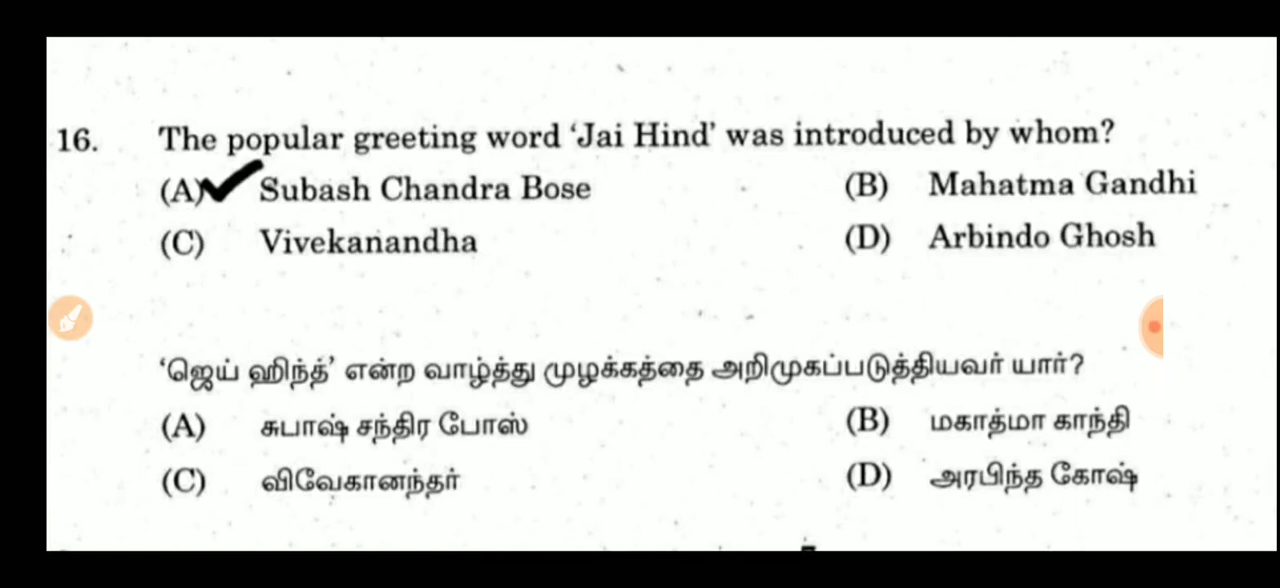 16. The popular greeting word ‘Jai Hind’ was introduced by whom?
(A) Subash Chandra Bose (B) Mahatma Gandhi
(C) Vivekanandha (D) Arbindo Ghosh
‘ஜெய் ஹிந்த்’ என்ற வாழ்த்து முழக்கத்தை அறிமுகப்படுத்தியவர் யார்?
(A) சுபாஷ் சந்திர போஸ் (B) மகாத்மா காந்தி
(C) விவேகானந்தர் (D) அரபிந்த கோஷ்